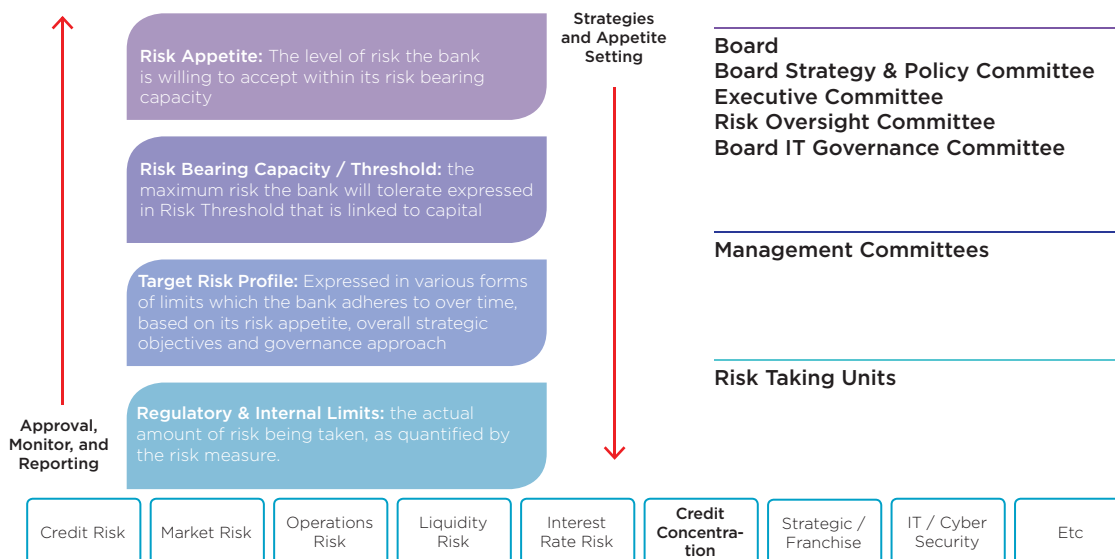 Risk Appetite: The level of risk the bank
is willing to accept within its risk bearing
capacity
Strategies
and Appetite
Setting
Board
Board Strategy & Policy Committee
Executive Committee
Risk Oversight Committee
Board IT Governance Committee
Risk Bearing Capacity / Threshold: the
maximum risk the bank will tolerate expressed
in Risk Threshold that is linked to capital
Management Committees
Target Risk Profile: Expressed in various forms
of limits which the bank adheres to over time,
based on its risk appetite, overall strategic
objectives and governance approach
Risk Taking Units
Regulatory & Internal Limits: the actual
amount of risk being taken, as quantified by
the risk measure.
Approval,
Monitor, and
Reporting
Credit Risk
Market Risk
Operations
Risk
Liquidity
Risk
Interest
Rate Risk
Credit
Concentra-
tion
Strategic /
Franchise
IT / Cyber
Security
Etc